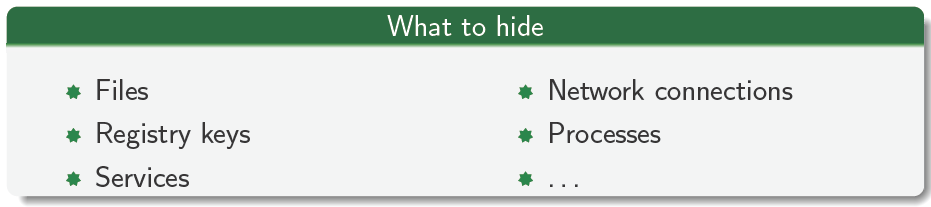 What to hide
Files
Registry keys
Services
Network connections
Processes
...